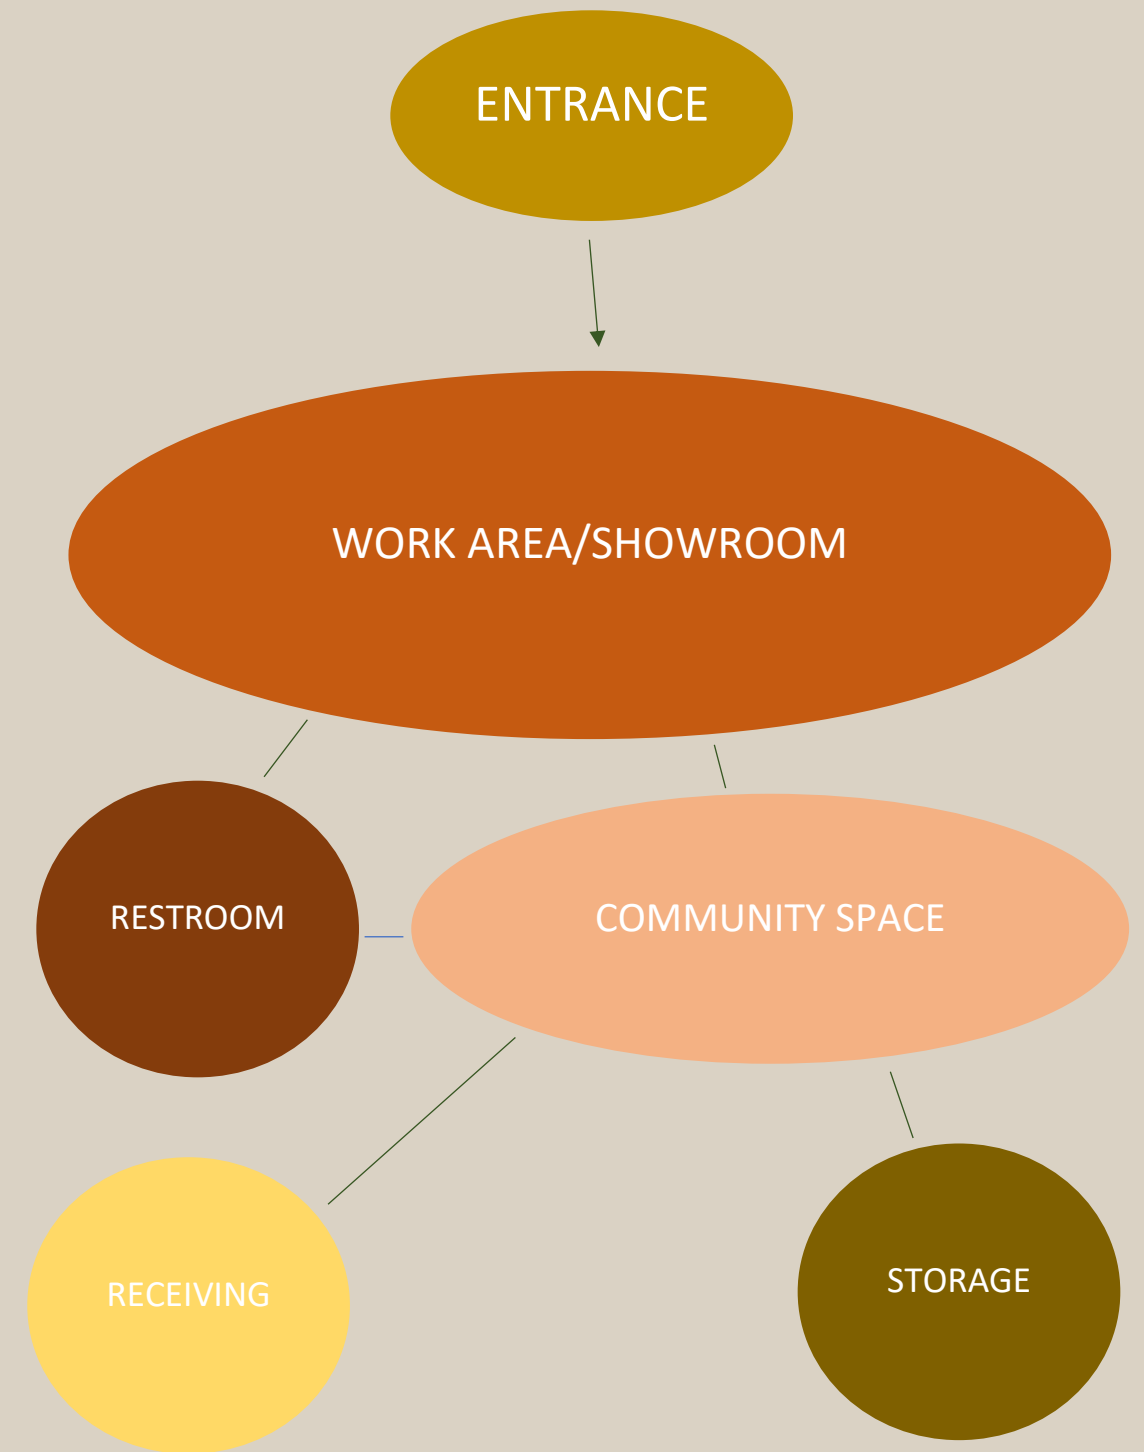 ENTRANCE
WORK AREA/SHOWROOM
RESTROOM
COMMUNITY SPACE
RECEIVING
STORAGE